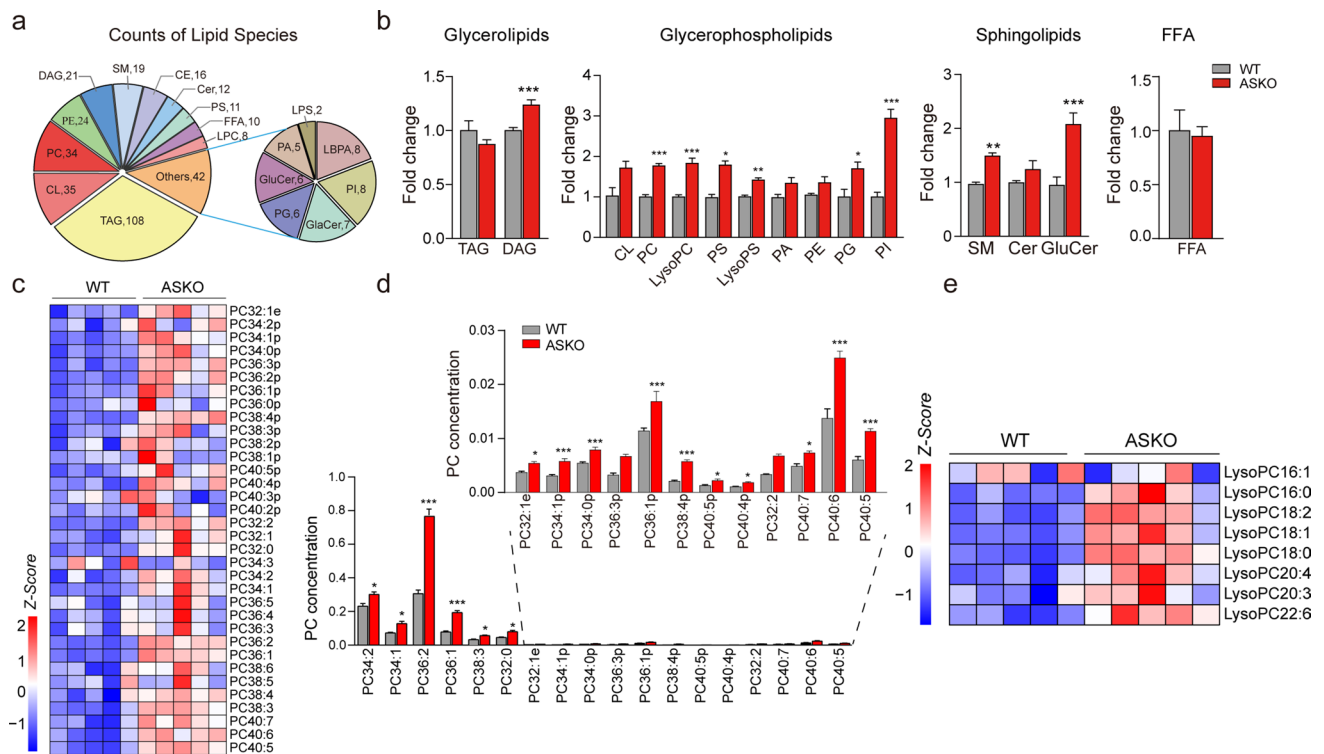 a
Counts of Lipid Species
DAG,21
SM,19
CE,16
Cer,12
PS,11
FFA,10
LPC,8
PE,24
PC,34
CL,35
TAG,108
Others,42
LPS,2
PA,5
LBPA,8
GluCer,6
PI,8
PG,6
GlaCer,7
b
Glycerolipids
Fold change
1.5
1.0
0.5
0.0
***
TAG DAG
Glycerophospholipids
Fold change
4
3
2
1
0
*** *** * ** * ***
CL PC LysoPC PS LysoPS PA PE PG PI
Sphingolipids
Fold change
3
2
1
0
** ***
SM Cer GluCer
FFA
Fold change
1.5
1.0
0.5
0.0
FFA
WT
ASKO
c
WT ASKO
PC32:1e
PC34:2p
PC34:1p
PC34:0p
PC36:3p
PC36:2p
PC36:1p
PC36:0p
PC38:4p
PC38:3p
PC38:2p
PC38:1p
PC40:5p
PC40:4p
PC40:3p
PC40:2p
PC32:2
PC32:1
PC32:0
PC34:3
PC34:2
PC34:1
PC36:5
PC36:4
PC36:3
PC36:2
PC36:1
PC38:6
PC38:5
PC38:4
PC38:3
PC40:7
PC40:6
PC40:5
Z-Score
2
1
0
−1
d
WT
ASKO
PC concentration
0.03
0.02
0.01
0.00
* *** *** *** *** * * * *** ***
PC32:1e PC34:1p PC34:0p PC36:3p PC36:1p PC38:4p PC40:5p PC40:4p PC32:2 PC40:7 PC40:6 PC40:5
PC concentration
1.0
0.8
0.6
0.4
0.2
0.0
* * *** *** * *
PC34:2 PC34:1 PC36:2 PC36:1 PC38:3 PC32:0 PC32:1e PC34:1p PC34:0p PC36:3p PC36:1p PC38:4p PC40:5p PC40:4p PC32:2 PC40:7 PC40:6 PC40:5
e
Z-Score
2
1
0
−1
WT ASKO
LysoPC16:1
LysoPC16:0
LysoPC18:2
LysoPC18:1
LysoPC18:0
LysoPC20:4
LysoPC20:3
LysoPC22:6